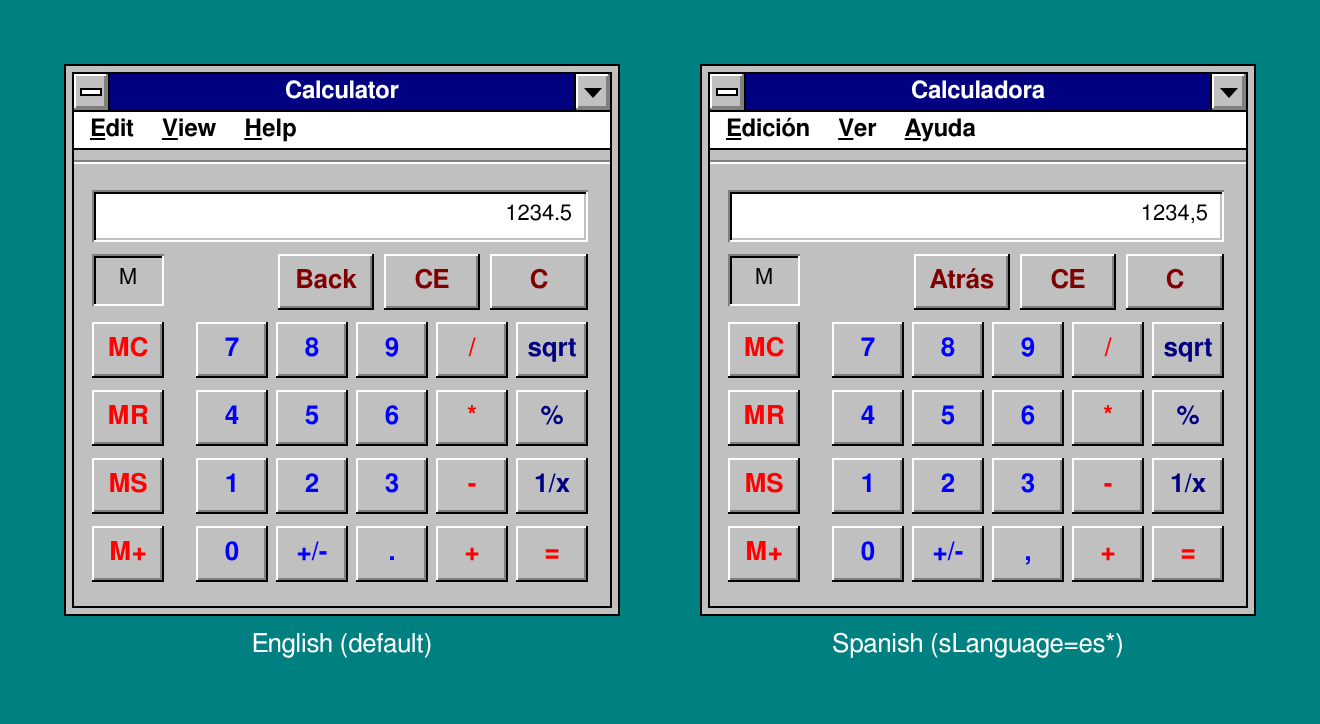 Calculator
Edit View Help
1234.5
M Back CE C
MC 7 8 9 / sqrt
MR 4 5 6 * %
MS 1 2 3 - 1/x
M+ 0 +/- . + =
English (default)
Calculadora
Edición Ver Ayuda
1234,5
M Atrás CE C
MC 7 8 9 / sqrt
MR 4 5 6 * %
MS 1 2 3 - 1/x
M+ 0 +/- , + =
Spanish (sLanguage=es*)